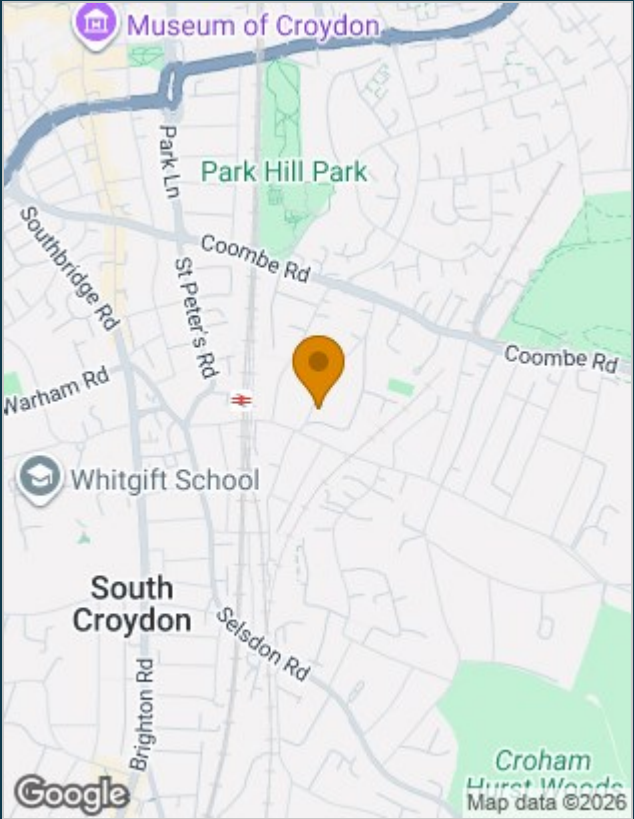 Museum of Croydon
Park Ln
Park Hill Park
Southbridge Rd
Coombe Rd
St Peter's Rd
Coombe Rd
Warham Rd
Whitgift School
South
Croydon
Selsdon Rd
Brighton Rd
Croham
Hurst Woods
Google
Map data ©2026